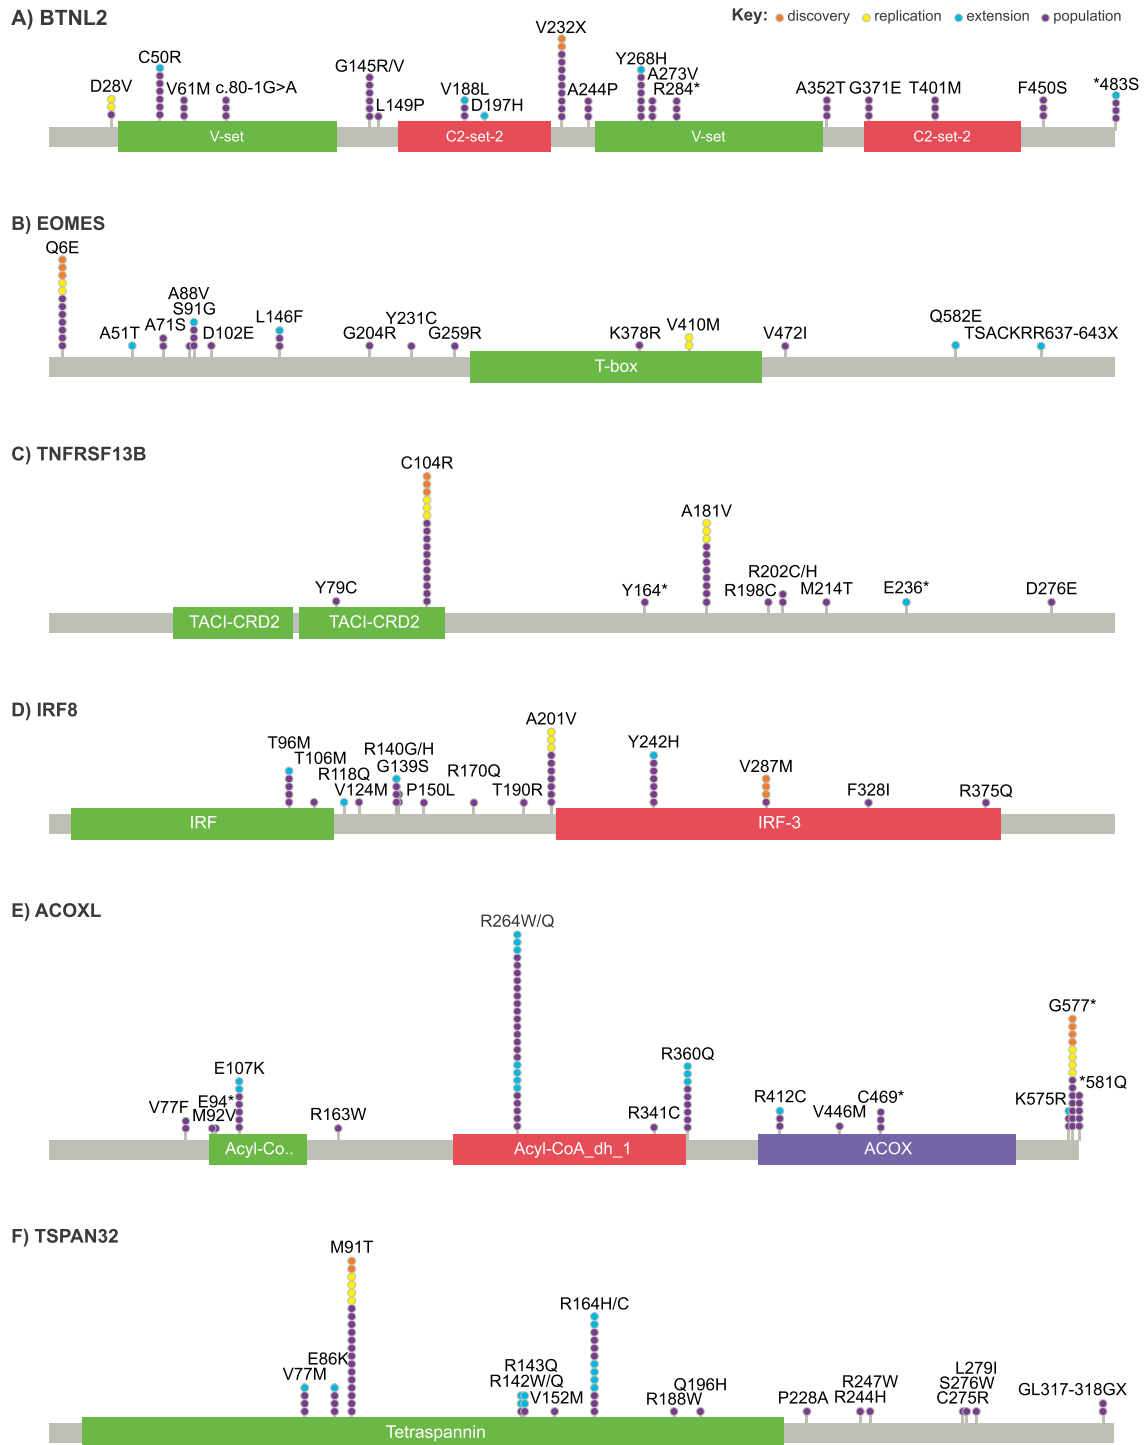 A) BTNL2
Key: discovery replication extension population
V232X
C50R
Y268H
G145R/V
A273V
D28V
V61M
c.80-1G>A
V188L
A244P
R284*
A352T
G371E
T401M
F450S
*483S
L149P
D197H
V-set
C2-set-2
V-set
C2-set-2
B) EOMES
Q6E
A88V
S91G
L146F
Y231C
Q582E
A51T
A71S
D102E
G204R
G259R
K378R
V410M
V472I
TSACKRR637-643X
T-box
C) TNFRSF13B
C104R
A181V
R202C/H
Y79C
Y164*
R198C
M214T
E236*
D276E
TACI-CRD2
TACI-CRD2
D) IRF8
A201V
T96M
R140G/H
Y242H
T106M
G139S
R170Q
V287M
R118Q
V124M
P150L
T190R
F328I
R375Q
IRF
IRF-3
E) ACOXL
R264W/Q
G577*
E107K
R360Q
*581Q
V77F
E94*
M92V
R163W
R341C
R412C
V446M
C469*
K575R
Acyl-Co..
Acyl-CoA_dh_1
ACOX
F) TSPAN32
M91T
R164H/C
E86K
V77M
R143Q
R142W/Q
V152M
Q196H
R188W
P228A
R247W
R244H
L279I
S276W
C275R
GL317-318GX
Tetraspannin